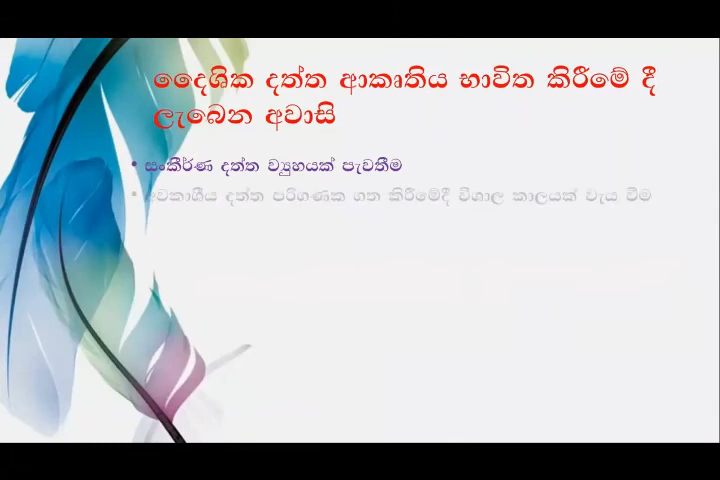 දෛශික දත්ත ආකෘතිය භාවිත කිරීමේ දී
ලැබෙන අවාසි
• සංකීර්ණ දත්ත ව්‍යුහයක් පැවතීම
• අවකාශීය දත්ත පරිගණක ගත කිරීමේදී විශාල කාලයක් වැය වීම